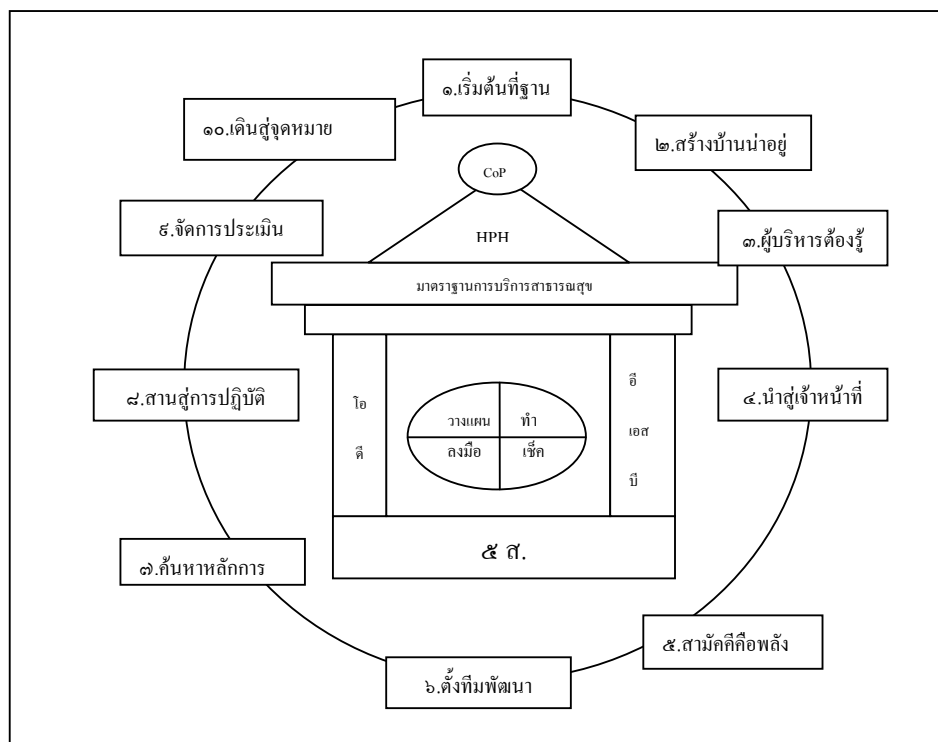 ๑.เริ่มต้นที่ฐาน
๑๐.เดินสู่จุดหมาย
๒.สร้างบ้านน่าอยู่
CoP
๙.จัดการประเมิน
HPH
๓.ผู้บริหารต้องรู้
มาตราฐานการบริการสาธารณสุข
๘.สานสู่การปฏิบัติ
โอ
ดี
วางแผน
ทำ
ลงมือ
เช็ค
อี
เอส
บี
๔.นำสู่เจ้าหน้าที่
๕ ส.
๗.ค้นหาหลักการ
๕.สามัคคีคือพลัง
๖.ตั้งทีมพัฒนา